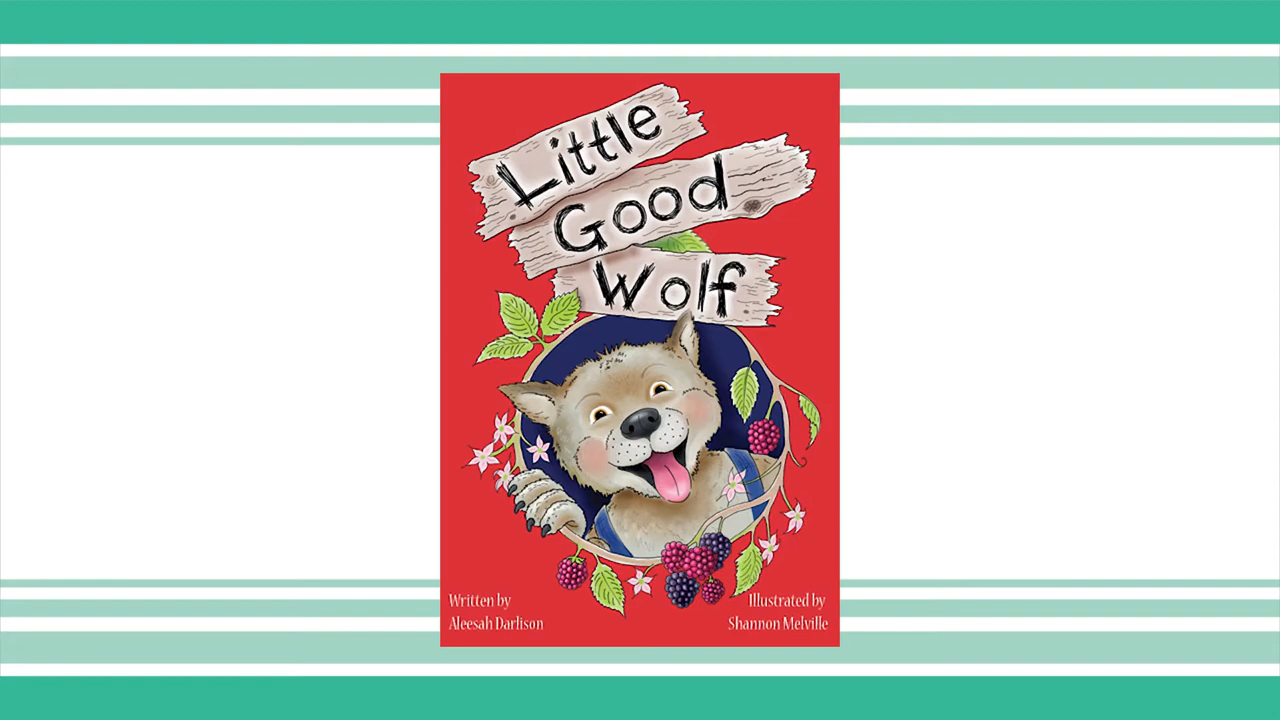 Little
Good
Wolf
Written by
Aleesah Darlison
Illustrated by
Shannon Melville